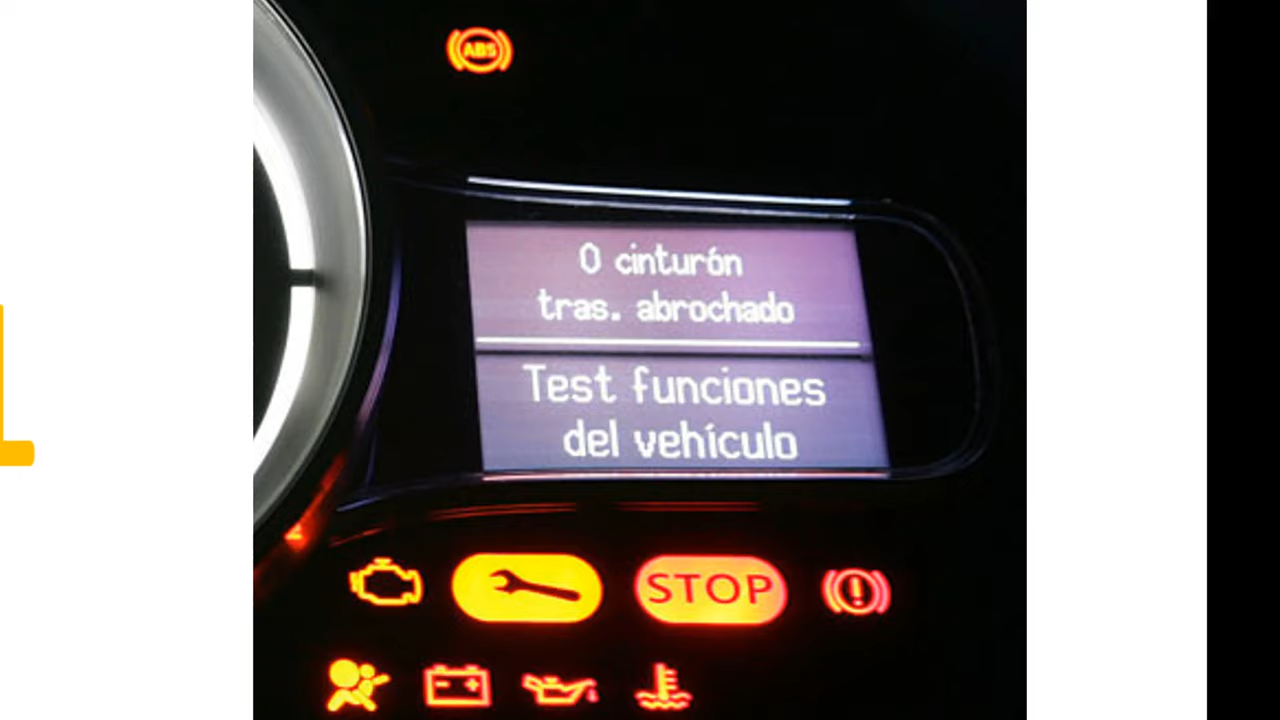 ABS
0 cinturón
tras. abrochado
Test funciones
del vehículo
STOP